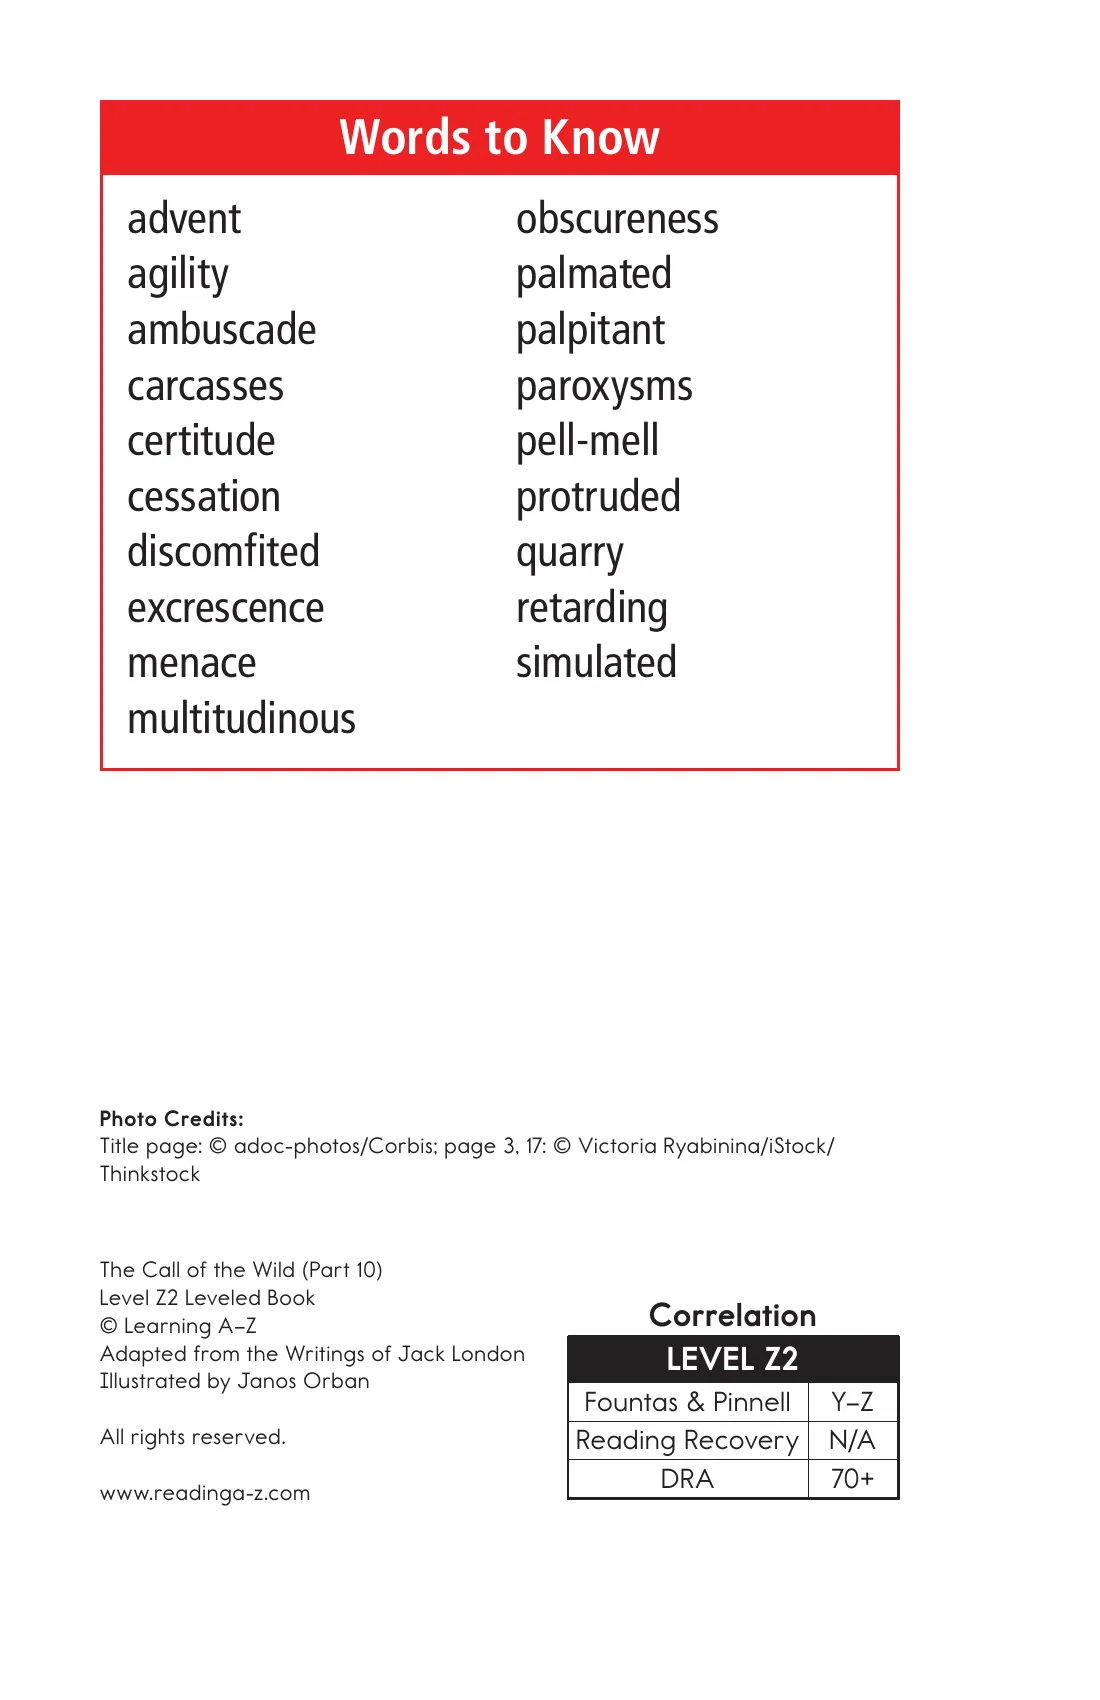 Words to Know
advent
agility
ambuscade
carcasses
certitude
cessation
discomfited
excrescence
menace
multitudinous
obscureness
palmated
palpitant
paroxysms
pell-mell
protruded
quarry
retarding
simulated
Photo Credits:
Title page: © adoc-photos/Corbis; page 3, 17: © Victoria Ryabinina/iStock/
Thinkstock
The Call of the Wild (Part 10)
Level Z2 Leveled Book
© Learning A–Z
Adapted from the Writings of Jack London
Illustrated by Janos Orban
All rights reserved.
www.readinga-z.com
Correlation
LEVEL Z2
Fountas & Pinnell Y–Z
Reading Recovery N/A
DRA 70+